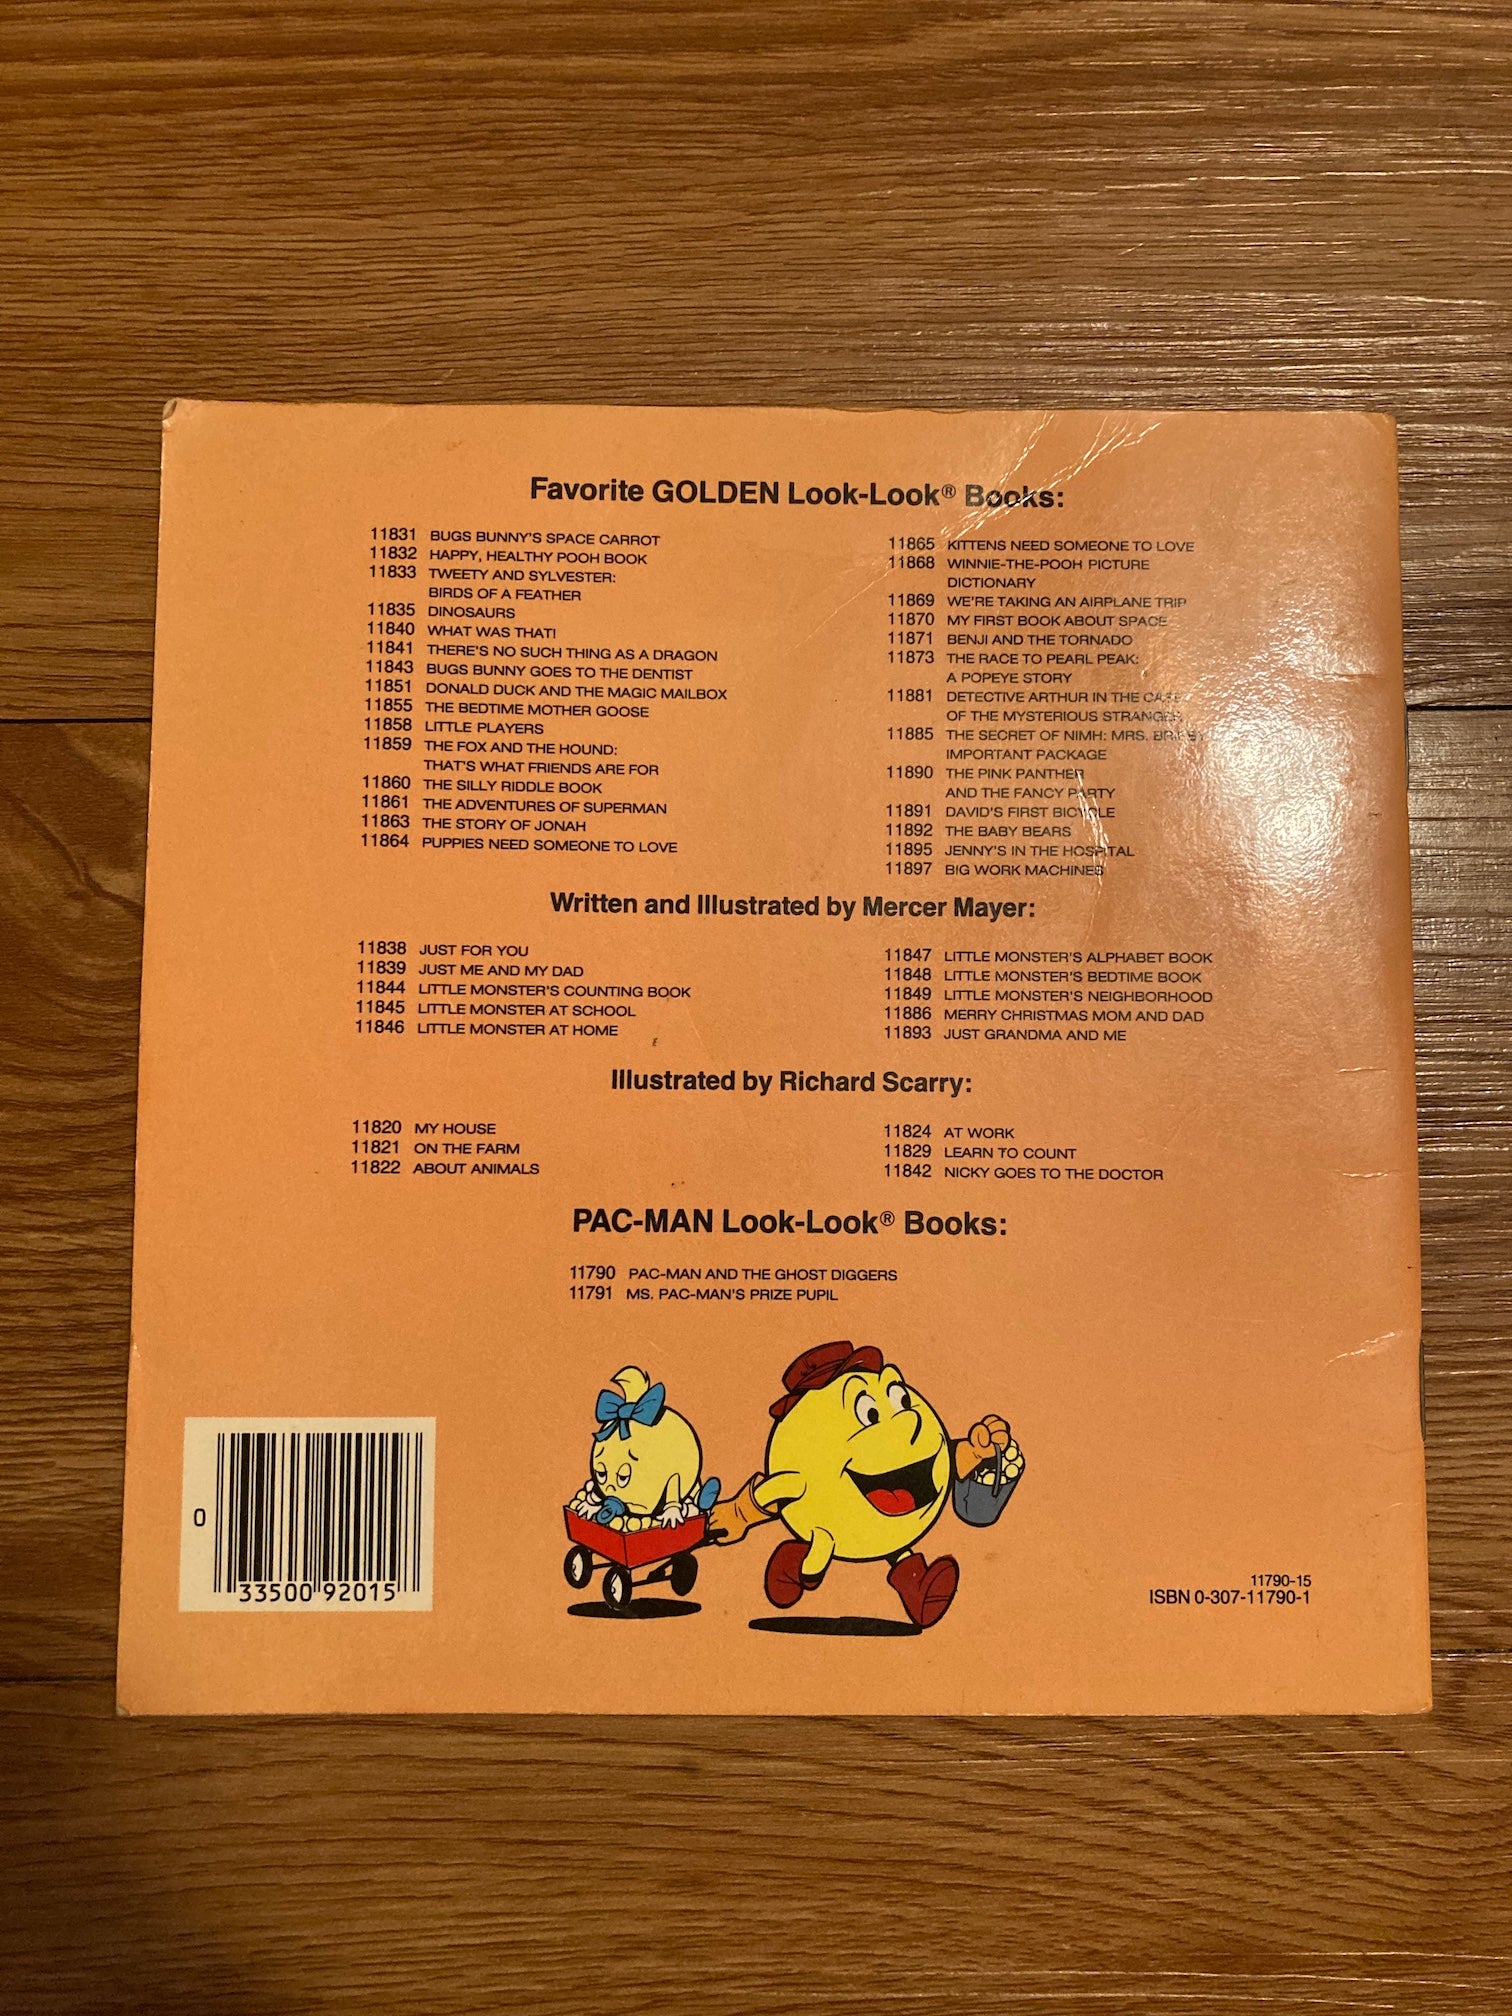 Favorite GOLDEN Look-Look® Books:
11831 BUGS BUNNY'S SPACE CARROT
11832 HAPPY, HEALTHY POOH BOOK
11833 TWEETY AND SYLVESTER:
BIRDS OF A FEATHER
11835 DINOSAURS
11840 WHAT WAS THAT!
11841 THERE'S NO SUCH THING AS A DRAGON
11843 BUGS BUNNY GOES TO THE DENTIST
11851 DONALD DUCK AND THE MAGIC MAILBOX
11855 THE BEDTIME MOTHER GOOSE
11858 LITTLE PLAYERS
11859 THE FOX AND THE HOUND:
THAT'S WHAT FRIENDS ARE FOR
11860 THE SILLY RIDDLE BOOK
11861 THE ADVENTURES OF SUPERMAN
11863 THE STORY OF JONAH
11864 PUPPIES NEED SOMEONE TO LOVE
11865 KITTENS NEED SOMEONE TO LOVE
11868 WINNIE-THE-POOH PICTURE
DICTIONARY
11869 WE'RE TAKING AN AIRPLANE TRIP
11870 MY FIRST BOOK ABOUT SPACE
11871 BENJI AND THE TORNADO
11873 THE RACE TO PEARL PEAK:
A POPEYE STORY
11881 DETECTIVE ARTHUR IN THE CASE
OF THE MYSTERIOUS STRANGER
11885 THE SECRET OF NIMH: MRS.
IMPORTANT PACKAGE
11890 THE PINK PANTHER
AND THE FANCY PARTY
11891 DAVID'S FIRST BICYCLE
11892 THE BABY BEARS
11895 JENNY'S IN THE HOSPITAL
11897 BIG WORK MACHINES
Written and Illustrated by Mercer Mayer:
11838 JUST FOR YOU
11839 JUST ME AND MY DAD
11844 LITTLE MONSTER'S COUNTING BOOK
11845 LITTLE MONSTER AT SCHOOL
11846 LITTLE MONSTER AT HOME
11847 LITTLE MONSTER'S ALPHABET BOOK
11848 LITTLE MONSTER'S BEDTIME BOOK
11849 LITTLE MONSTER'S NEIGHBORHOOD
11886 MERRY CHRISTMAS MOM AND DAD
11893 JUST GRANDMA AND ME
Illustrated by Richard Scarry:
11820 MY HOUSE
11821 ON THE FARM
11822 ABOUT ANIMALS
11824 AT WORK
11829 LEARN TO COUNT
11842 NICKY GOES TO THE DOCTOR
PAC-MAN Look-Look® Books:
11790 PAC-MAN AND THE GHOST DIGGERS
11791 MS. PAC-MAN'S PRIZE PUPIL
0 33500 92015
11790-15
ISBN 0-307-11790-1